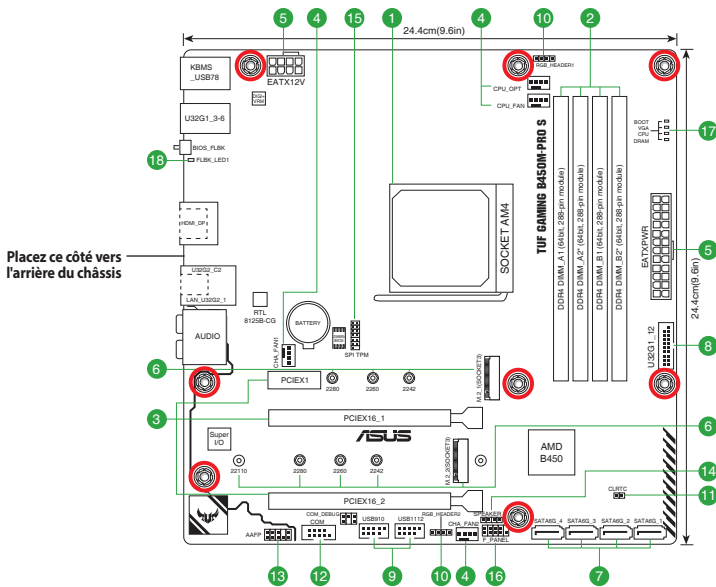 5
4
15
1
24.4cm(9.6in)
4
10
2
KBMS
_USB78
EATX12V
RGB_HEADER1
DIGI+
VRM
CPU_OPT
CPU_FAN
U32G1_3-6
BOOT
VGA
CPU
DRAM
17
BIOS_FLBK
18
FLBK_LED1
TUF GAMING B450M-PRO S
DDR4 DIMM_A1 (64bit, 288-pin module)
DDR4 DIMM_A2* (64bit, 288-pin module)
DDR4 DIMM_B1 (64bit, 288-pin module)
DDR4 DIMM_B2* (64bit, 288-pin module)
SOCKET AM4
HDMI_DP
EATXPWR
5
Placez ce côté vers
l'arrière du châssis
U32G2_C2
LAN_U32G2_1
RTL
8125B-CG
BATTERY
24.4cm(9.6in)
AUDIO
CHA_FAN1
SPI TPM
U32G1_12
8
6
PCIEX1
2280
2260
2242
M.2_1(SOCKET3)
3
PCIEX16_1
6
Super
I/O
ASUS
M.2_2(SOCKET3)
AMD
B450
14
22110
2280
2260
2242
CLRTC
11
PCIEX16_2
COM_DEBUG
COM
USB910
USB1112
RGB_HEADER2
SPEAKER
CHA_FAN2
F_PANEL
SATA6G_4
SATA6G_3
SATA6G_2
SATA6G_1
AAFP
13
12
9
10
4
16
7